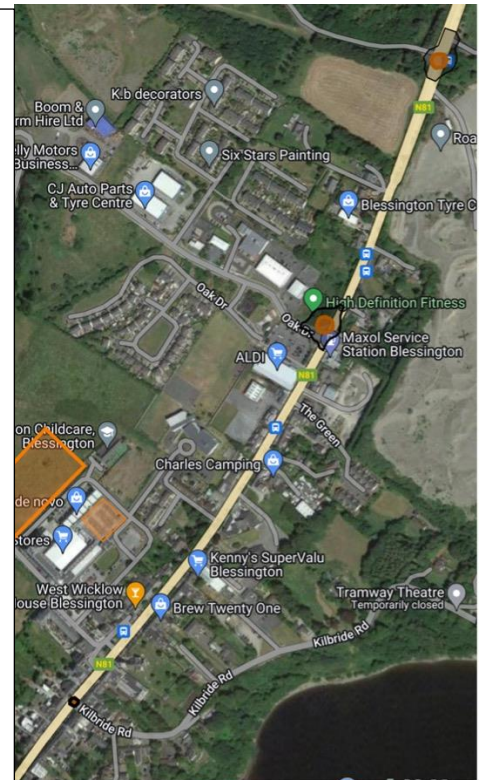 K.b decorators
Boom &
rm Hire Ltd
N81
Roa
lly Motors
Business...
Six Stars Painting
CJ Auto Parts
& Tyre Centre
Blessington Tyre C
Oak Dr
High Definition Fitness
Oak Dr
Maxol Service
Station Blessington
ALDI
N81
The Green
on Childcare,
Blessington
Charles Camping
de novo
tores
Kenny's SuperValu
Blessington
West Wicklow
House Blessington
Brew Twenty One
Tramway Theatre
Temporarily closed
Kilbride Rd
N81
Kilbride Rd
Kilbride Rd